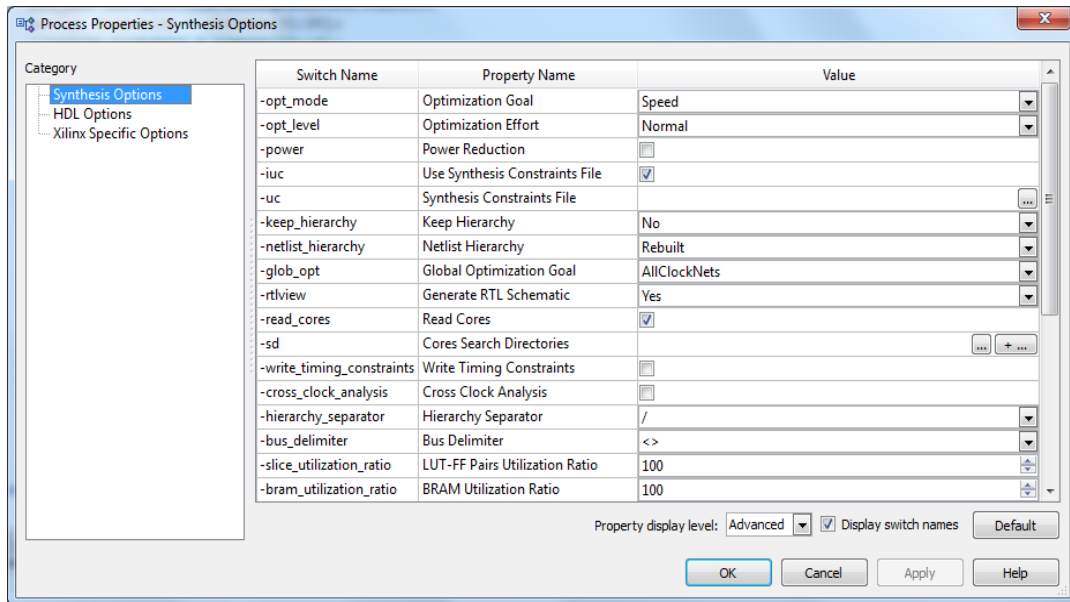 Process Properties - Synthesis Options
Category
Synthesis Options
HDL Options
Xilinx Specific Options
Switch Name Property Name Value
-opt_mode Optimization Goal Speed
-opt_level Optimization Effort Normal
-power Power Reduction
-iuc Use Synthesis Constraints File
-uc Synthesis Constraints File ...
-keep_hierarchy Keep Hierarchy No
-netlist_hierarchy Netlist Hierarchy Rebuilt
-glob_opt Global Optimization Goal AllClockNets
-rtlview Generate RTL Schematic Yes
-read_cores Read Cores
-sd Cores Search Directories ... + ...
-write_timing_constraints Write Timing Constraints
-cross_clock_analysis Cross Clock Analysis
-hierarchy_separator Hierarchy Separator /
-bus_delimiter Bus Delimiter <>
-slice_utilization_ratio LUT-FF Pairs Utilization Ratio 100
-bram_utilization_ratio BRAM Utilization Ratio 100
Property display level: Advanced Display switch names Default
OK Cancel Apply Help